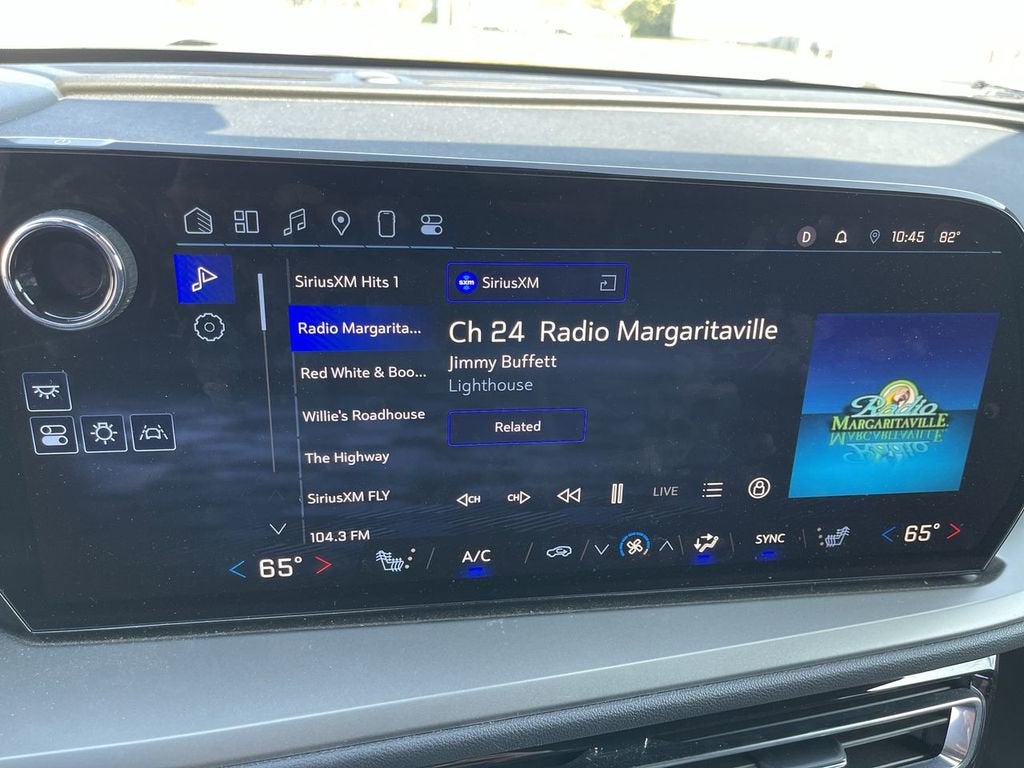 D 10:45 82°
SiriusXM Hits 1
Radio Margarita...
Red White & Boo...
Willie's Roadhouse
The Highway
SiriusXM FLY
104.3 FM
sxm SiriusXM
Ch 24 Radio Margaritaville
Jimmy Buffett
Lighthouse
Related
CH CH LIVE
Radio
MARGARITAVILLE
65° A/C SYNC 65°